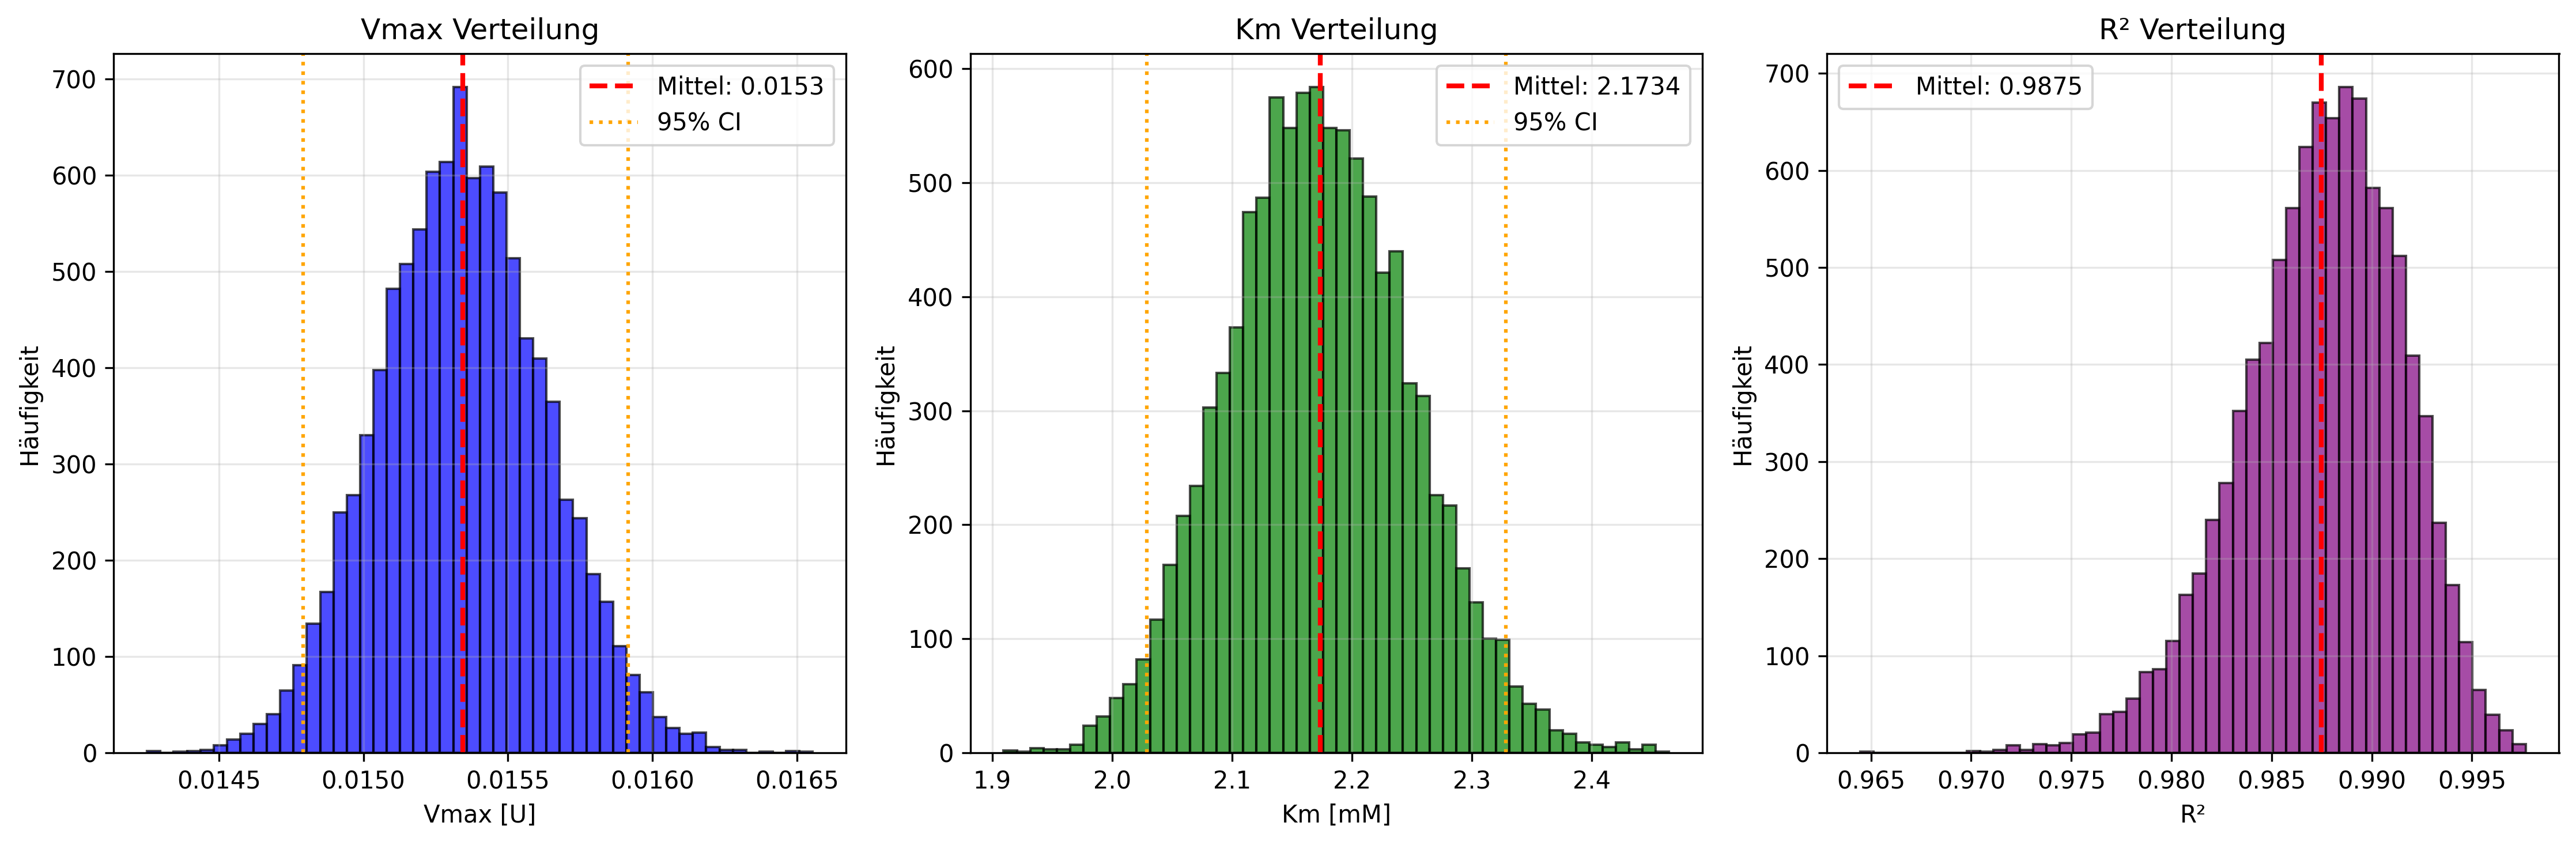 Vmax Verteilung
700
600
500
400
300
200
100
0
Häufigkeit
Mittel: 0.0153
95% CI
0.0145 0.0150 0.0155 0.0160 0.0165
Vmax [U]
Km Verteilung
600
500
400
300
200
100
0
Häufigkeit
Mittel: 2.1734
95% CI
1.9 2.0 2.1 2.2 2.3 2.4
Km [mM]
R² Verteilung
700
600
500
400
300
200
100
0
Häufigkeit
Mittel: 0.9875
0.965 0.970 0.975 0.980 0.985 0.990 0.995
R²